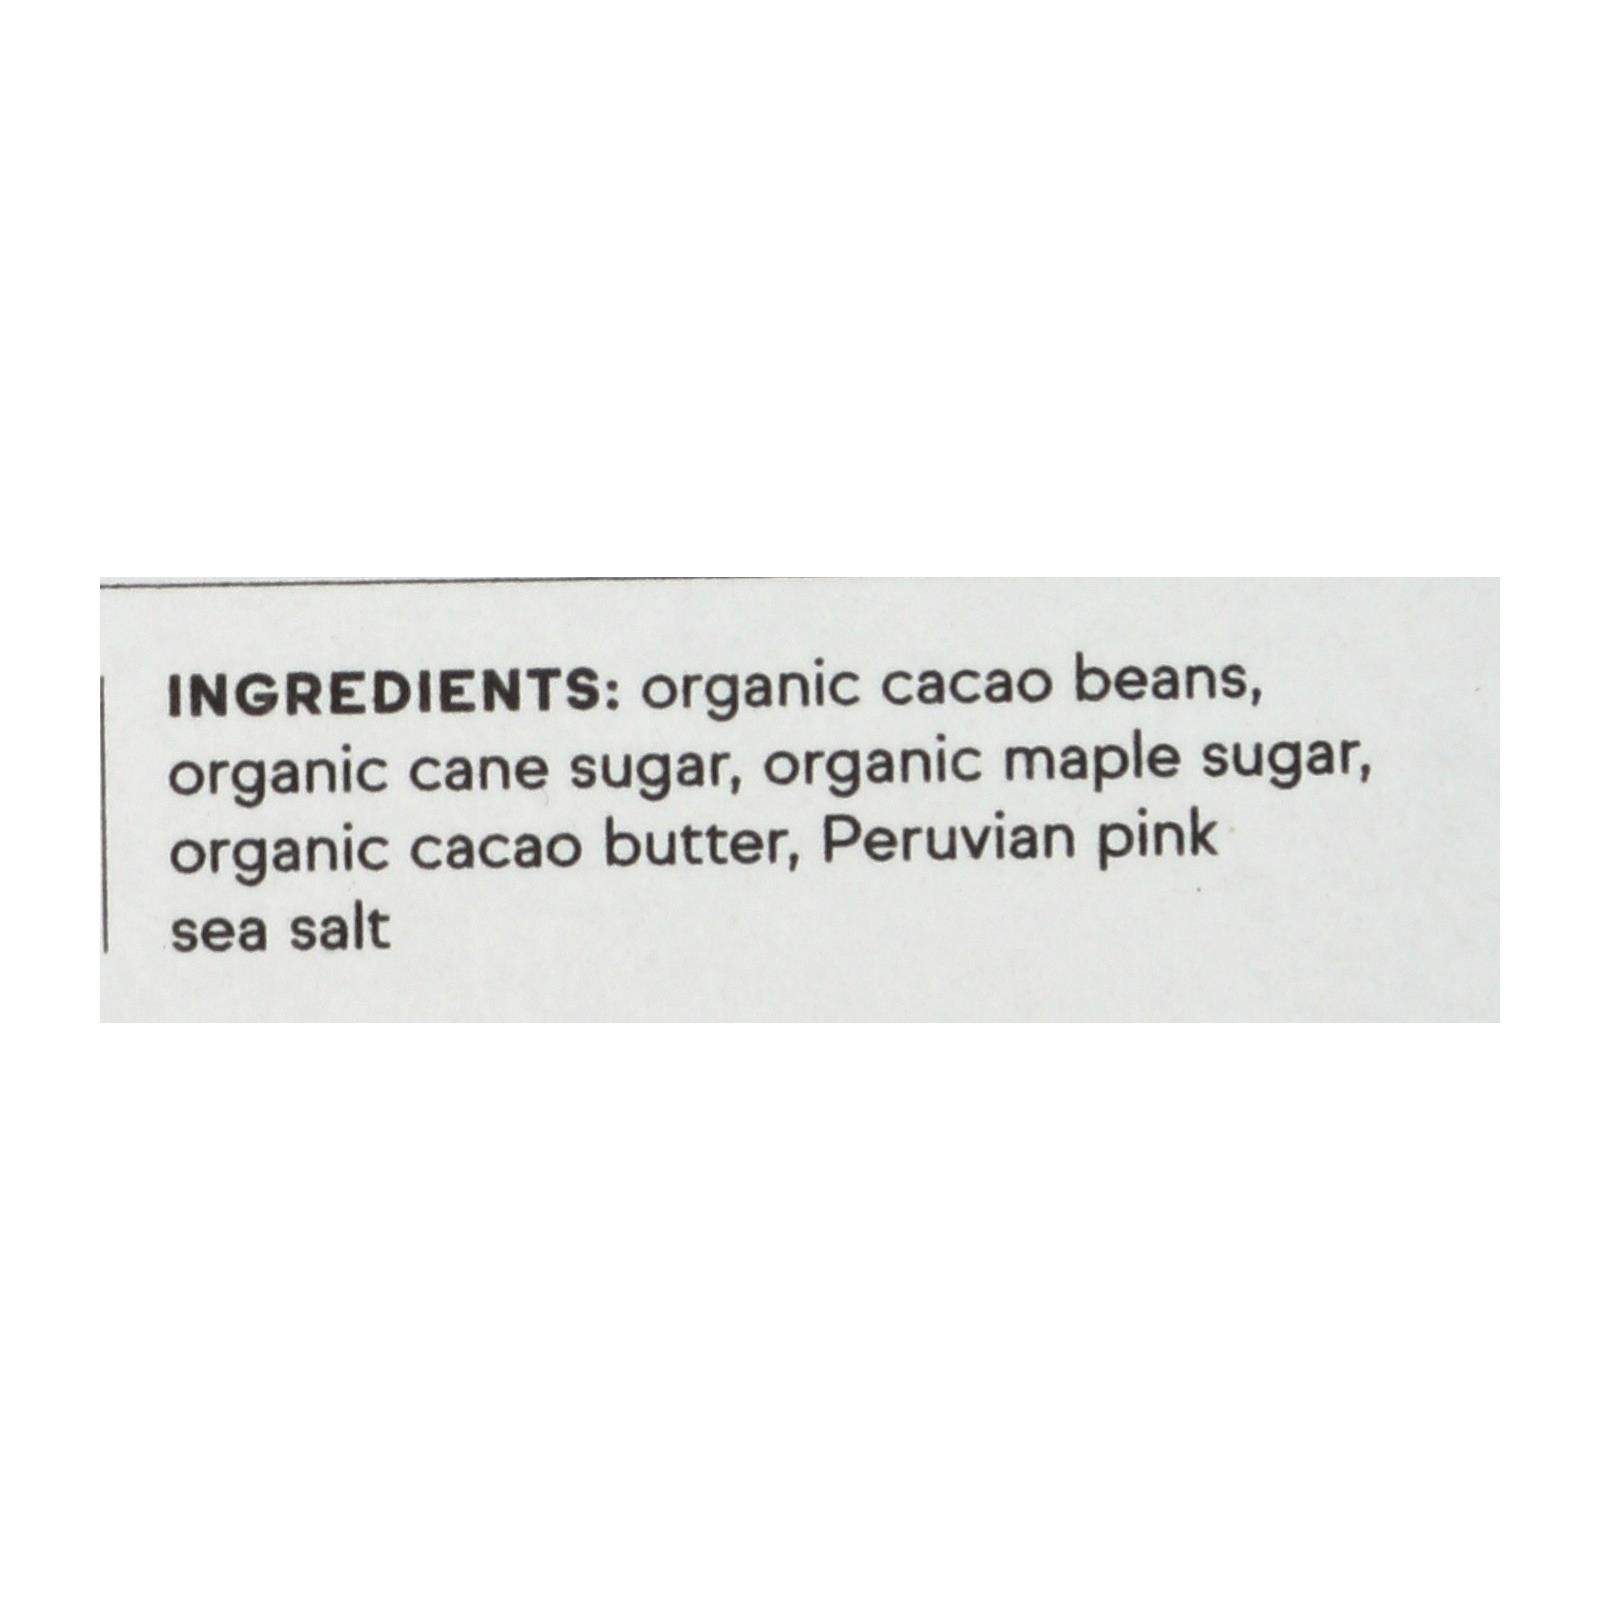 INGREDIENTS: organic cacao beans,
organic cane sugar, organic maple sugar,
organic cacao butter, Peruvian pink
sea salt